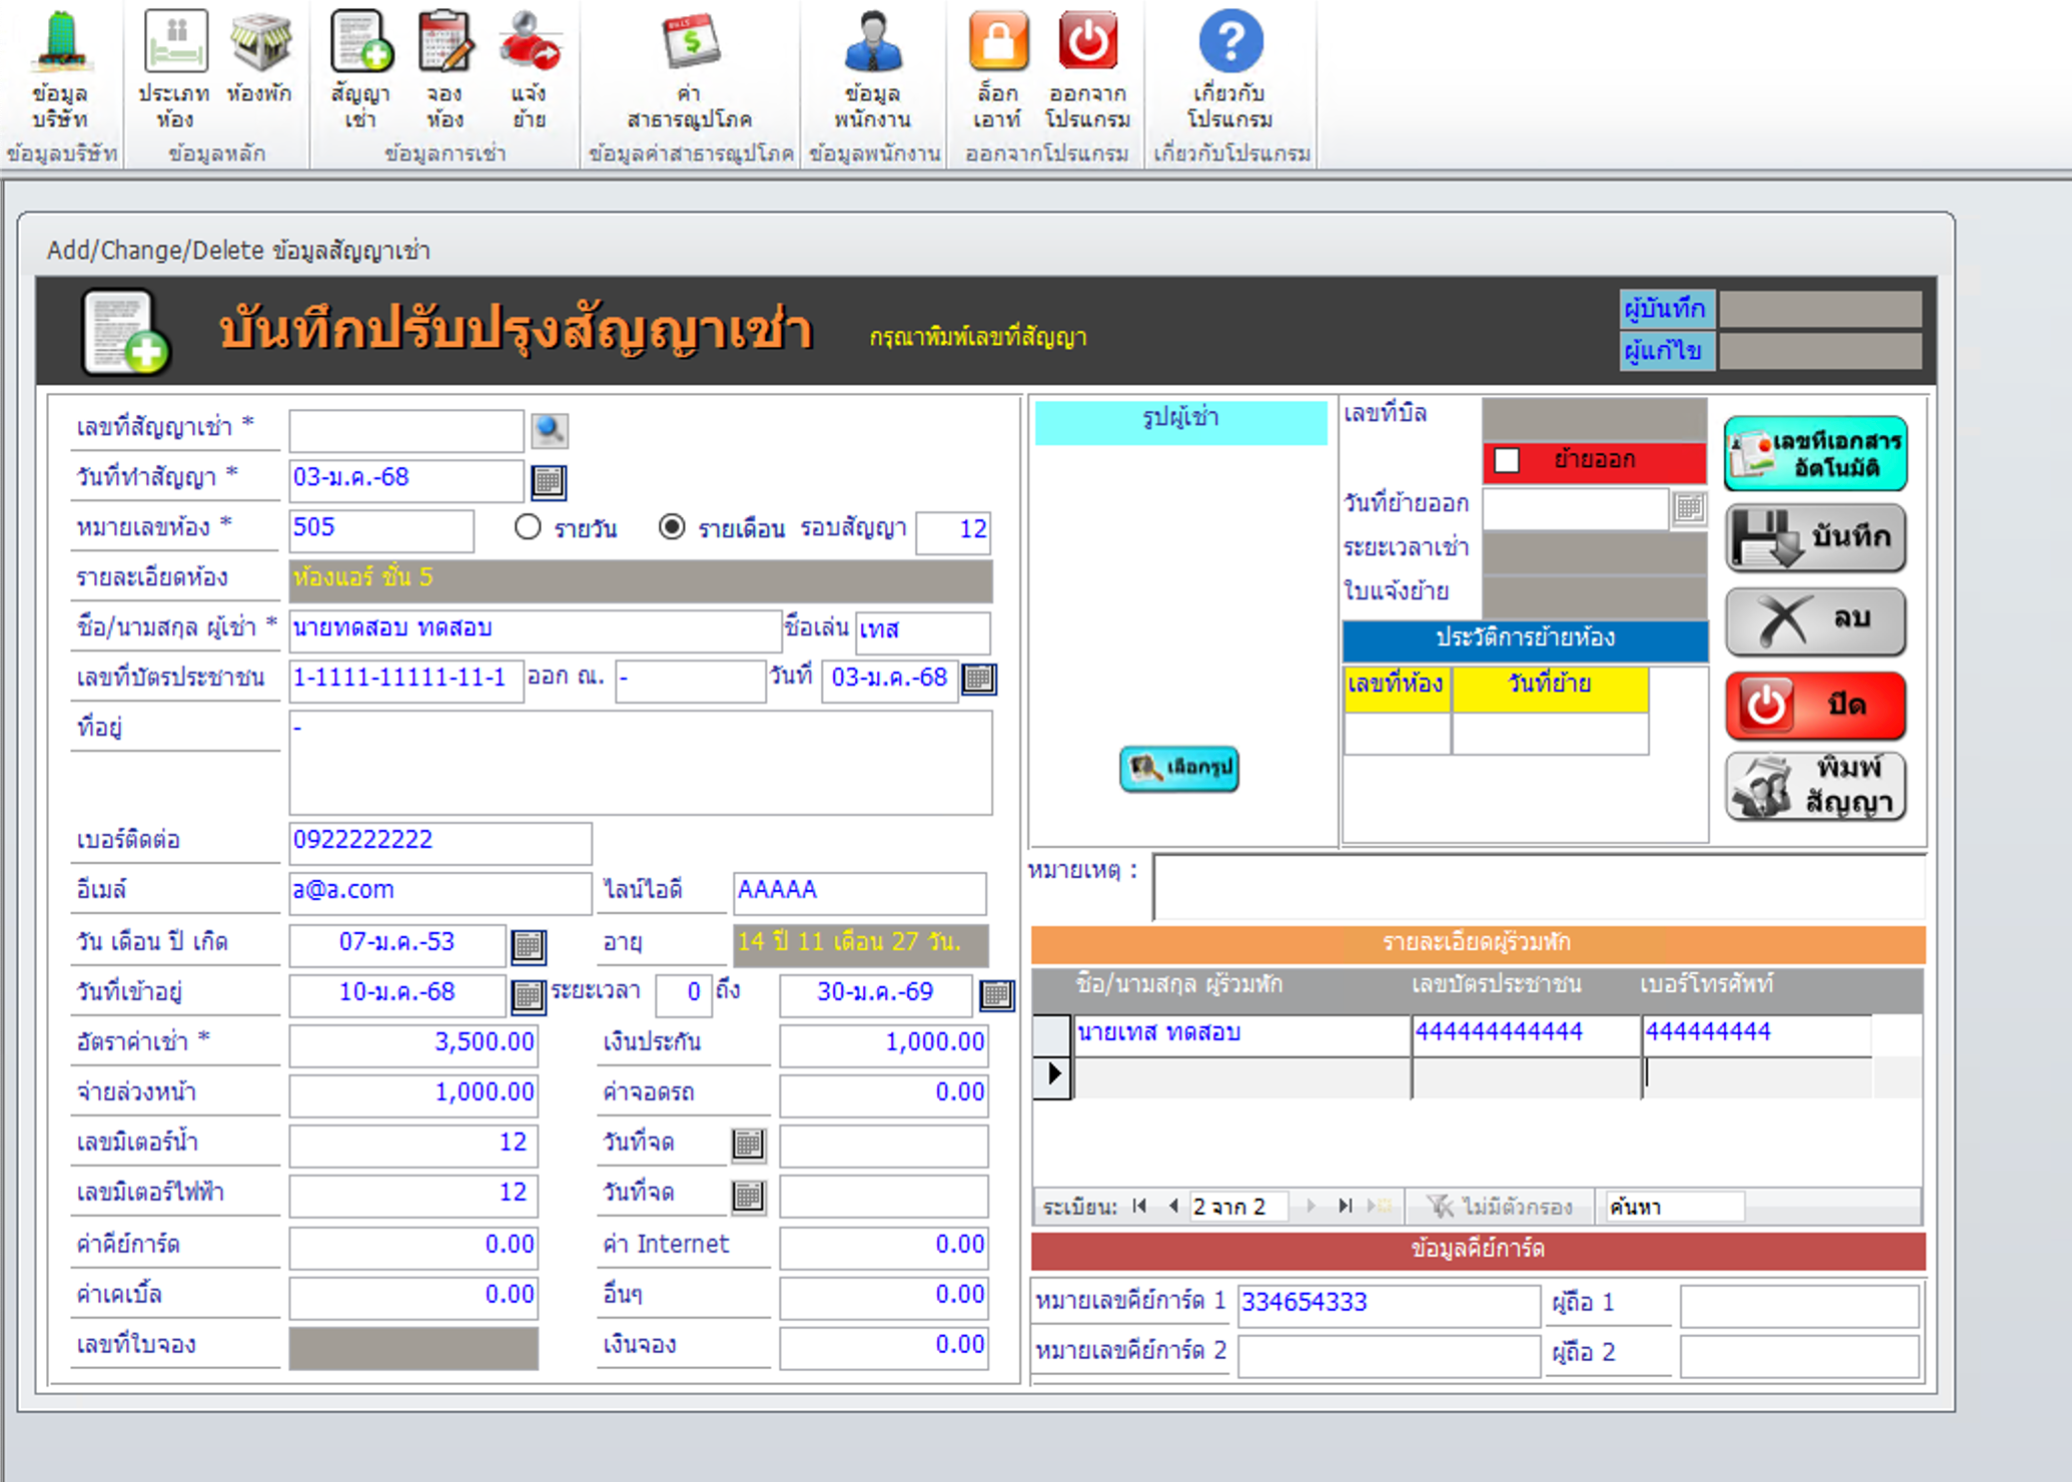 ข้อมูล
บริษัท
ประเภท
ห้อง
ห้องพัก
สัญญา
เช่า
จอง
ห้อง
แจ้ง
ย้าย
ค่า
สาธารณูปโภค
ข้อมูล
พนักงาน
ล็อก
เอาท์
ออกจาก
โปรแกรม
เกี่ยวกับ
โปรแกรม
ข้อมูลบริษัท
ข้อมูลหลัก
ข้อมูลการเช่า
ข้อมูลค่าสาธารณูปโภค
ข้อมูลพนักงาน
ออกจากโปรแกรม
เกี่ยวกับโปรแกรม
Add/Change/Delete ข้อมูลสัญญาเช่า
บันทึกปรับปรุงสัญญาเช่า
กรุณาพิมพ์เลขที่สัญญา
ผู้บันทึก
ผู้แก้ไข
เลขที่สัญญาเช่า *
วันที่ทำสัญญา * 03-ม.ค.-68
หมายเลขห้อง * 505 รายวัน รายเดือน รอบสัญญา 12
รายละเอียดห้อง ห้องแอร์ ชั้น 5
ชื่อ/นามสกุล ผู้เช่า * นายทดสอบ ทดสอบ ชื่อเล่น เทส
เลขที่บัตรประชาชน 1-1111-11111-11-1 ออก ณ. - วันที่ 03-ม.ค.-68
ที่อยู่ -
เบอร์ติดต่อ 0922222222
อีเมล์ a@a.com ไลน์ไอดี AAAAA
วัน เดือน ปี เกิด 07-ม.ค.-53 อายุ 14 ปี 11 เดือน 27 วัน.
วันที่เข้าอยู่ 10-ม.ค.-68 ระยะเวลา 0 ถึง 30-ม.ค.-69
อัตราค่าเช่า * 3,500.00 เงินประกัน 1,000.00
จ่ายล่วงหน้า 1,000.00 ค่าจอดรถ 0.00
เลขมิเตอร์น้ำ 12 วันที่จด
เลขมิเตอร์ไฟฟ้า 12 วันที่จด
ค่าคีย์การ์ด 0.00 ค่า Internet 0.00
ค่าเคเบิ้ล 0.00 อื่นๆ 0.00
เลขที่ใบจอง เงินจอง 0.00
รูปผู้เช่า
เลือกรูป
เลขที่บิล
ย้ายออก
วันที่ย้ายออก
ระยะเวลาเช่า
ใบแจ้งย้าย
ประวัติการย้ายห้อง
เลขที่ห้อง วันที่ย้าย
เลขที่เอกสาร
อัตโนมัติ
บันทึก
ลบ
ปิด
พิมพ์
สัญญา
หมายเหตุ :
รายละเอียดผู้ร่วมพัก
ชื่อ/นามสกุล ผู้ร่วมพัก เลขบัตรประชาชน เบอร์โทรศัพท์
นายเทส ทดสอบ 444444444444 444444444
ระเบียน: 2 จาก 2 ไม่มีตัวกรอง ค้นหา
ข้อมูลคีย์การ์ด
หมายเลขคีย์การ์ด 1 334654333 ผู้ถือ 1
หมายเลขคีย์การ์ด 2 ผู้ถือ 2